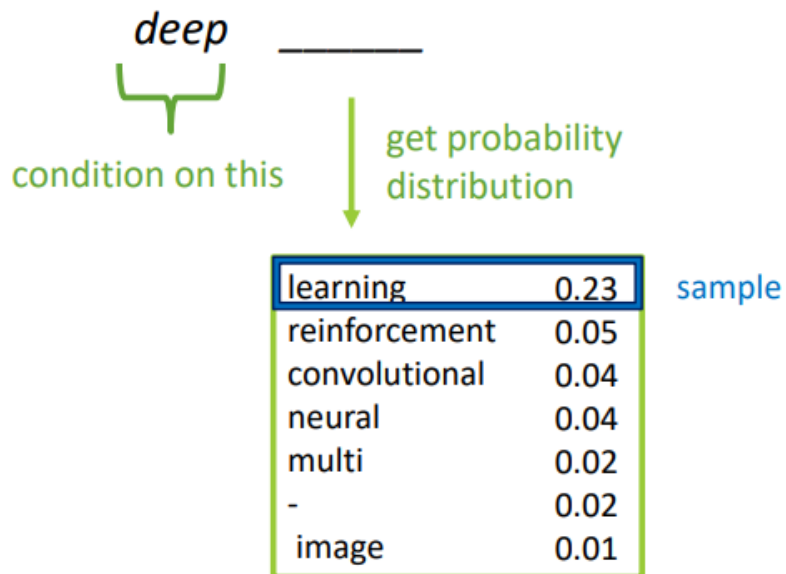 deep ______
condition on this
get probability
distribution
learning 0.23
sample
reinforcement 0.05
convolutional 0.04
neural 0.04
multi 0.02
- 0.02
image 0.01